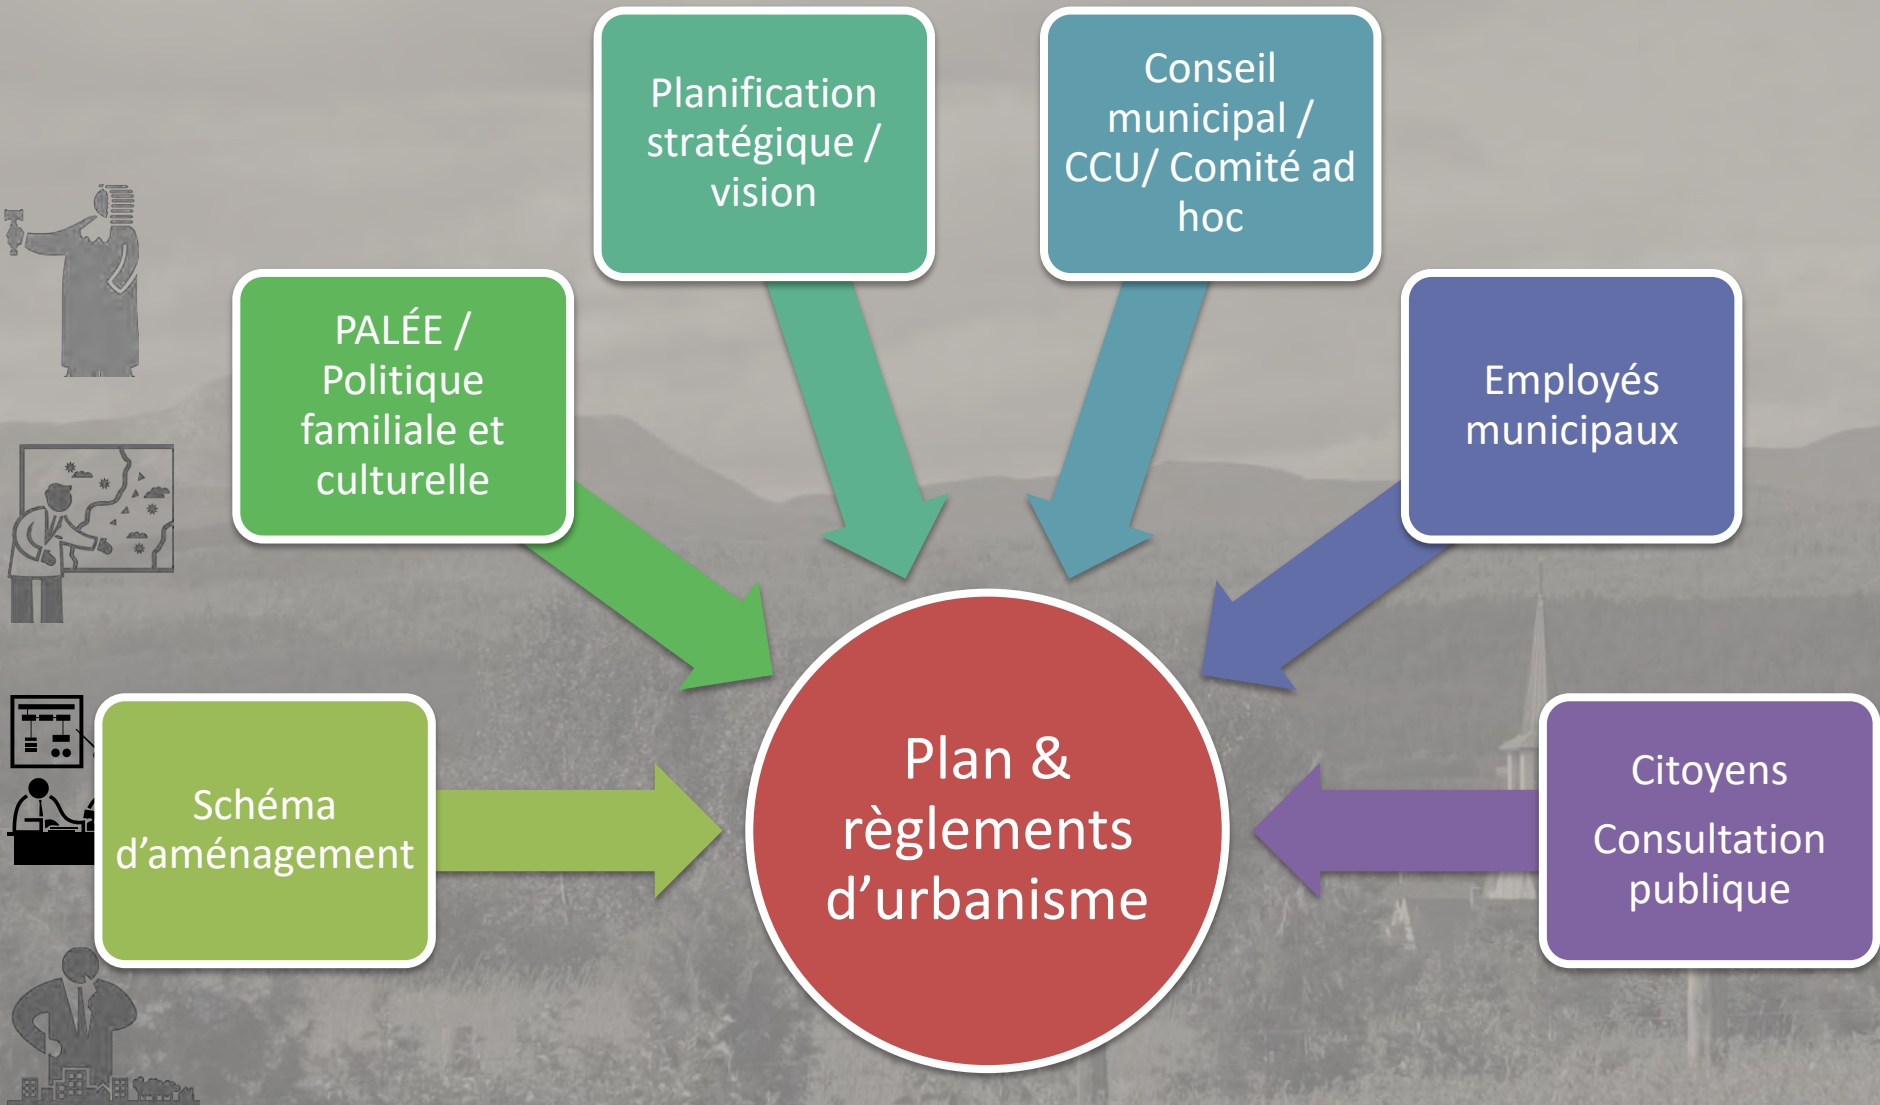 Planification
stratégique /
vision
Conseil
municipal /
CCU/ Comité ad
hoc
PALÉE /
Politique
familiale et
culturelle
Employés
municipaux
Schéma
d’aménagement
Plan &
règlements
d’urbanisme
Citoyens
Consultation
publique